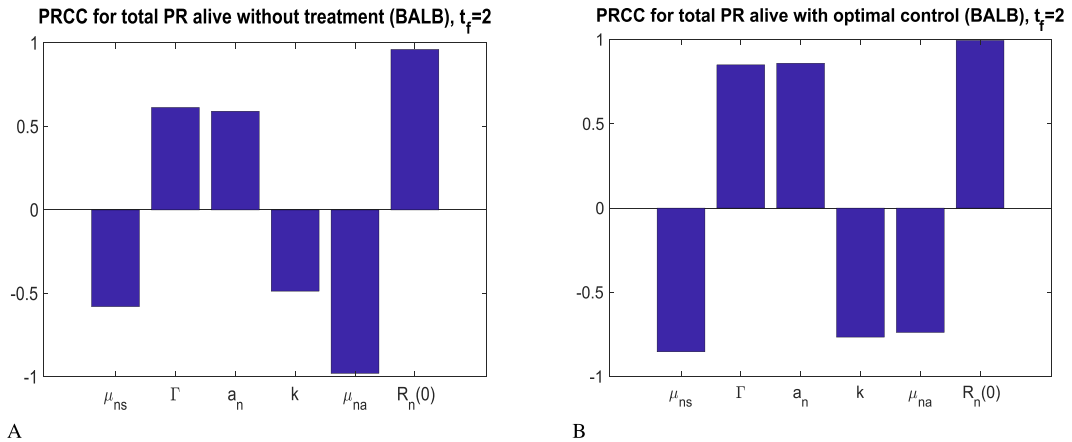 PRCC for total PR alive without treatment (BALB), t_f=2
1
0.5
0
-0.5
-1
μ_ns Γ a_n k μ_na R_n(0)
A
PRCC for total PR alive with optimal control (BALB), t_f=2
1
0.5
0
-0.5
-1
μ_ns Γ a_n k μ_na R_n(0)
B